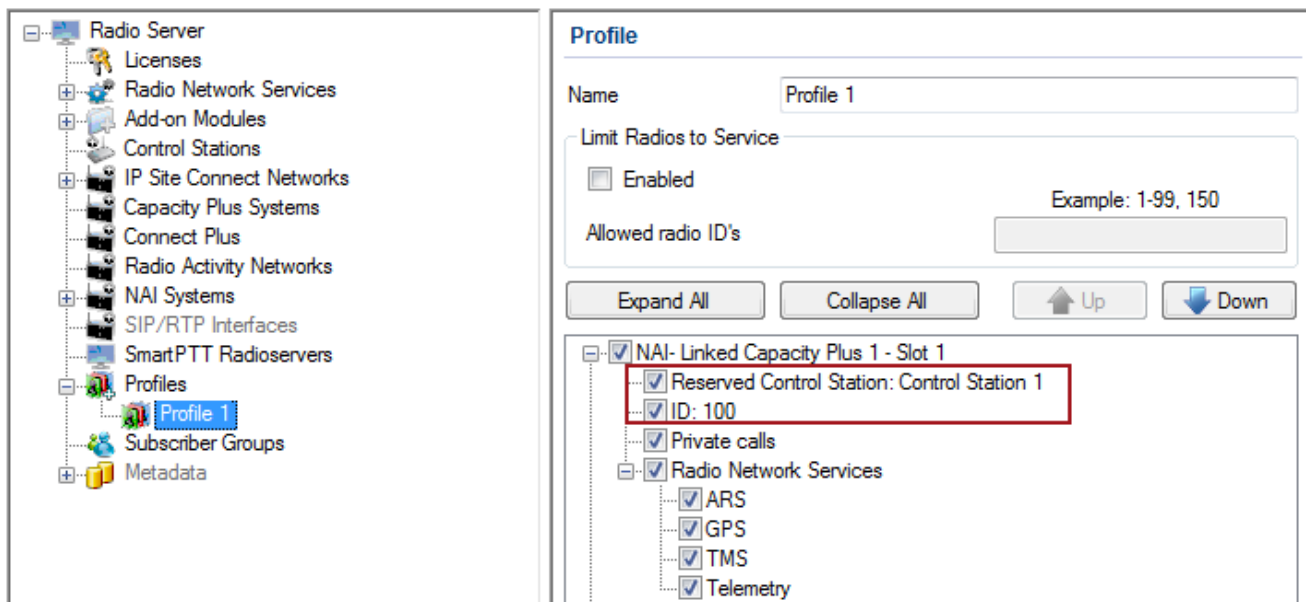 Radio Server
Licenses
Radio Network Services
Add-on Modules
Control Stations
IP Site Connect Networks
Capacity Plus Systems
Connect Plus
Radio Activity Networks
NAI Systems
SIP/RTP Interfaces
SmartPTT Radioservers
Profiles
Profile 1
Subscriber Groups
Metadata
Profile
Name Profile 1
Limit Radios to Service
Enabled
Example: 1-99, 150
Allowed radio ID's
Expand All Collapse All Up Down
NAI- Linked Capacity Plus 1 - Slot 1
Reserved Control Station: Control Station 1
ID: 100
Private calls
Radio Network Services
ARS
GPS
TMS
Telemetry